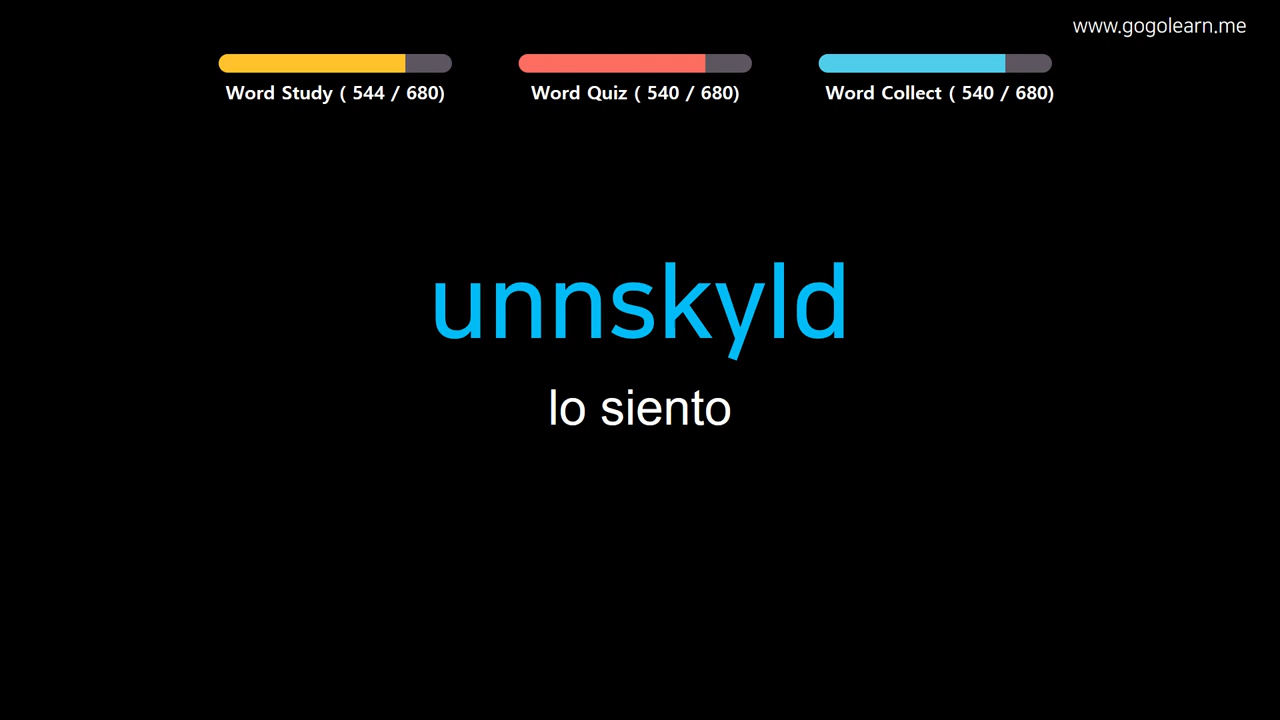 www.gogolearn.me
Word Study ( 544 / 680)
Word Quiz ( 540 / 680)
Word Collect ( 540 / 680)
unnskyld
lo siento